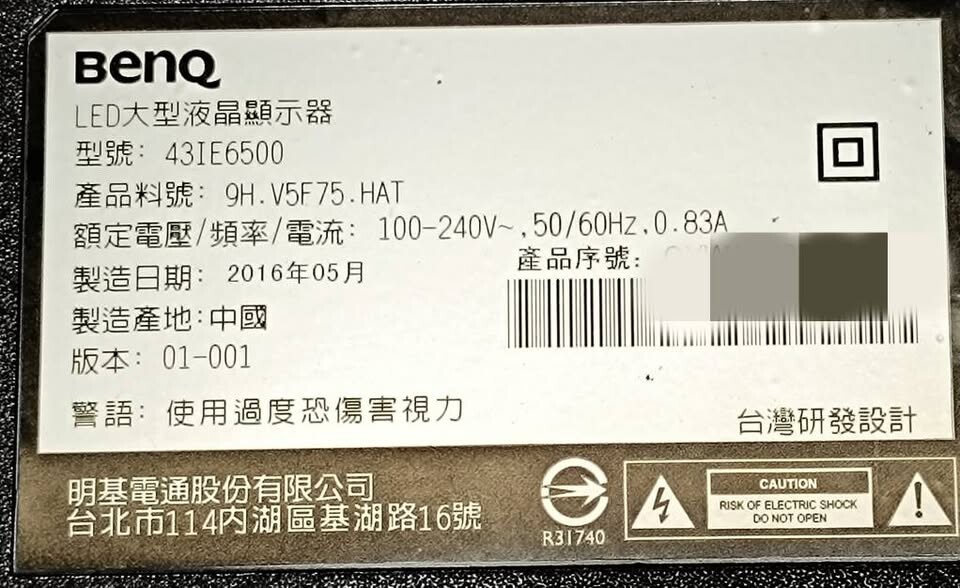 BenQ
LED大型液晶顯示器
型號: 43IE6500
產品料號: 9H.V5F75.HAT
額定電壓/頻率/電流: 100-240V~,50/60Hz,0.83A
產品序號:
製造日期: 2016年05月
製造產地:中國
版本: 01-001
警語: 使用過度恐傷害視力
台灣研發設計
明基電通股份有限公司
台北市114內湖區基湖路16號
R31740
CAUTION
RISK OF ELECTRIC SHOCK
DO NOT OPEN